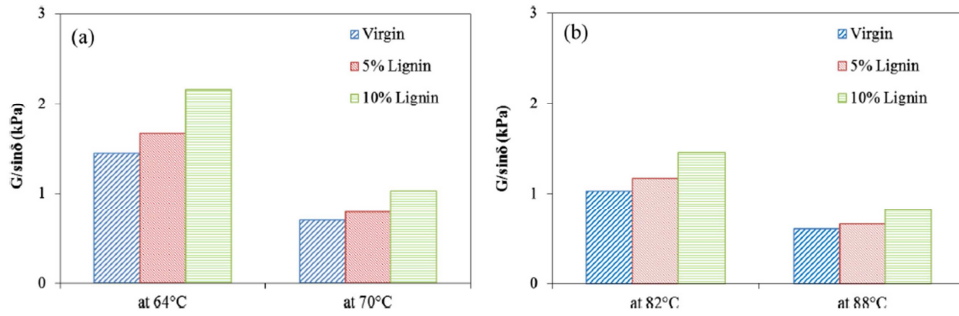 (a)
Virgin
5% Lignin
10% Lignin
G/sinδ (kPa)
3
2
1
0
at 64°C
at 70°C
(b)
Virgin
5% Lignin
10% Lignin
G/sinδ (kPa)
3
2
1
0
at 82°C
at 88°C